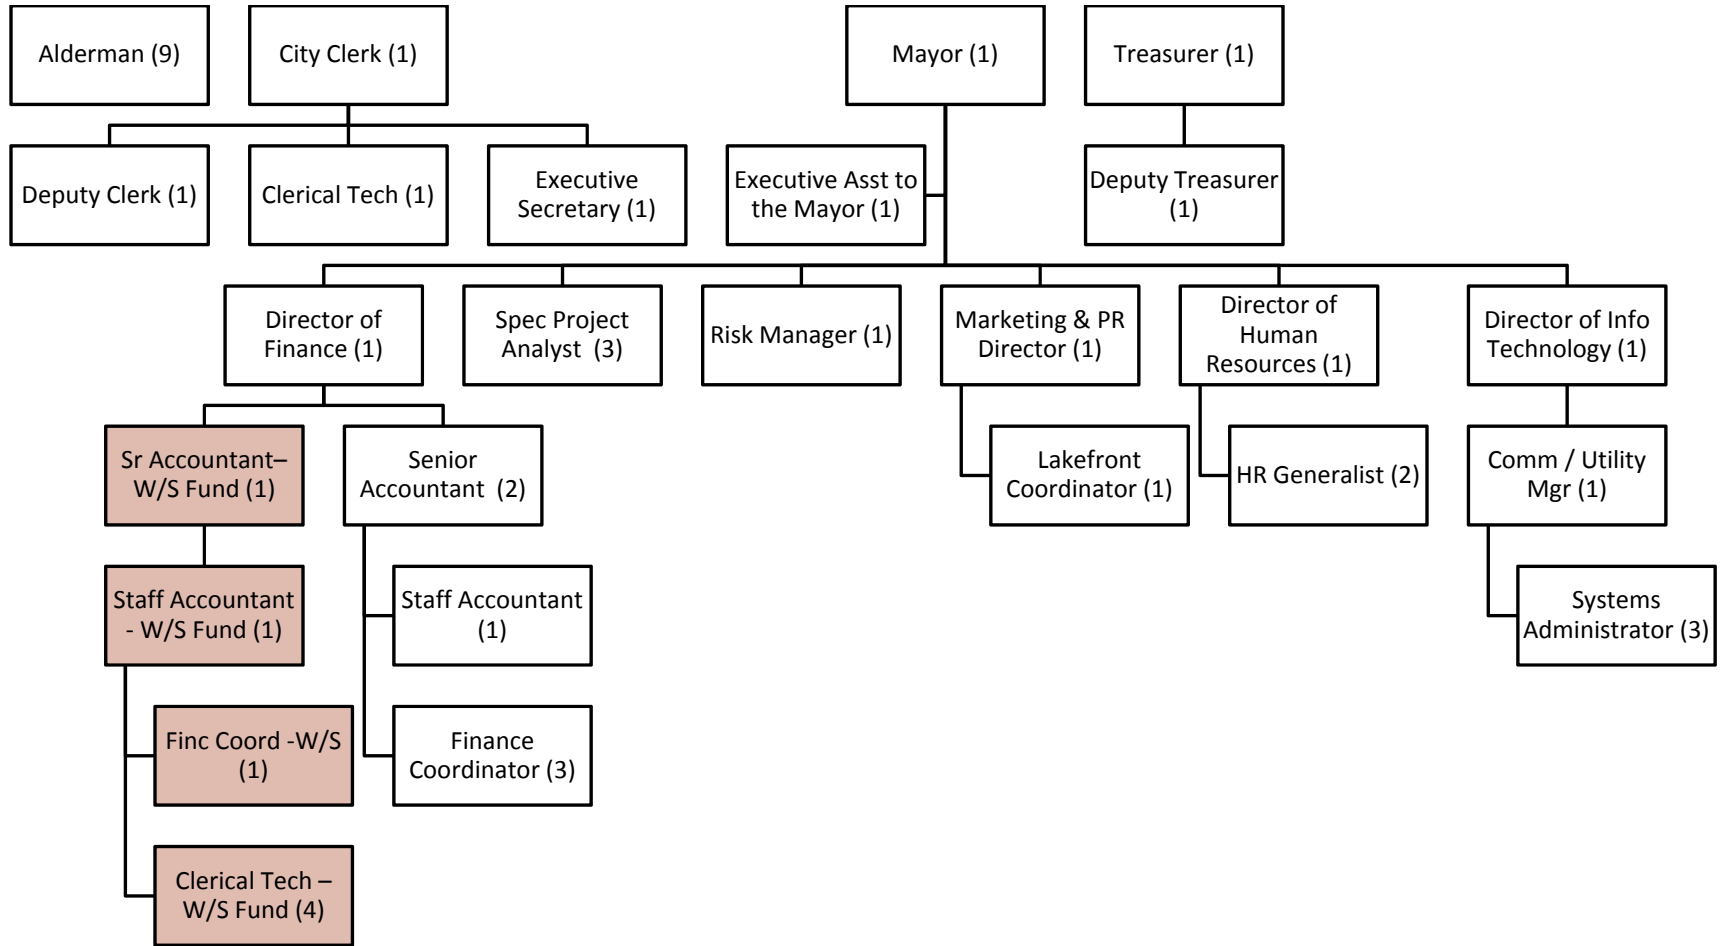 Alderman (9)
City Clerk (1)
Mayor (1)
Treasurer (1)
Deputy Clerk (1)
Clerical Tech (1)
Executive
Secretary (1)
Executive Asst to
the Mayor (1)
Deputy Treasurer
(1)
Director of
Finance (1)
Spec Project
Analyst (3)
Risk Manager (1)
Marketing & PR
Director (1)
Director of
Human
Resources (1)
Director of Info
Technology (1)
Sr Accountant–
W/S Fund (1)
Senior
Accountant (2)
Lakefront
Coordinator (1)
HR Generalist (2)
Comm / Utility
Mgr (1)
Staff Accountant
- W/S Fund (1)
Staff Accountant
(1)
Systems
Administrator (3)
Finc Coord -W/S
(1)
Finance
Coordinator (3)
Clerical Tech –
W/S Fund (4)